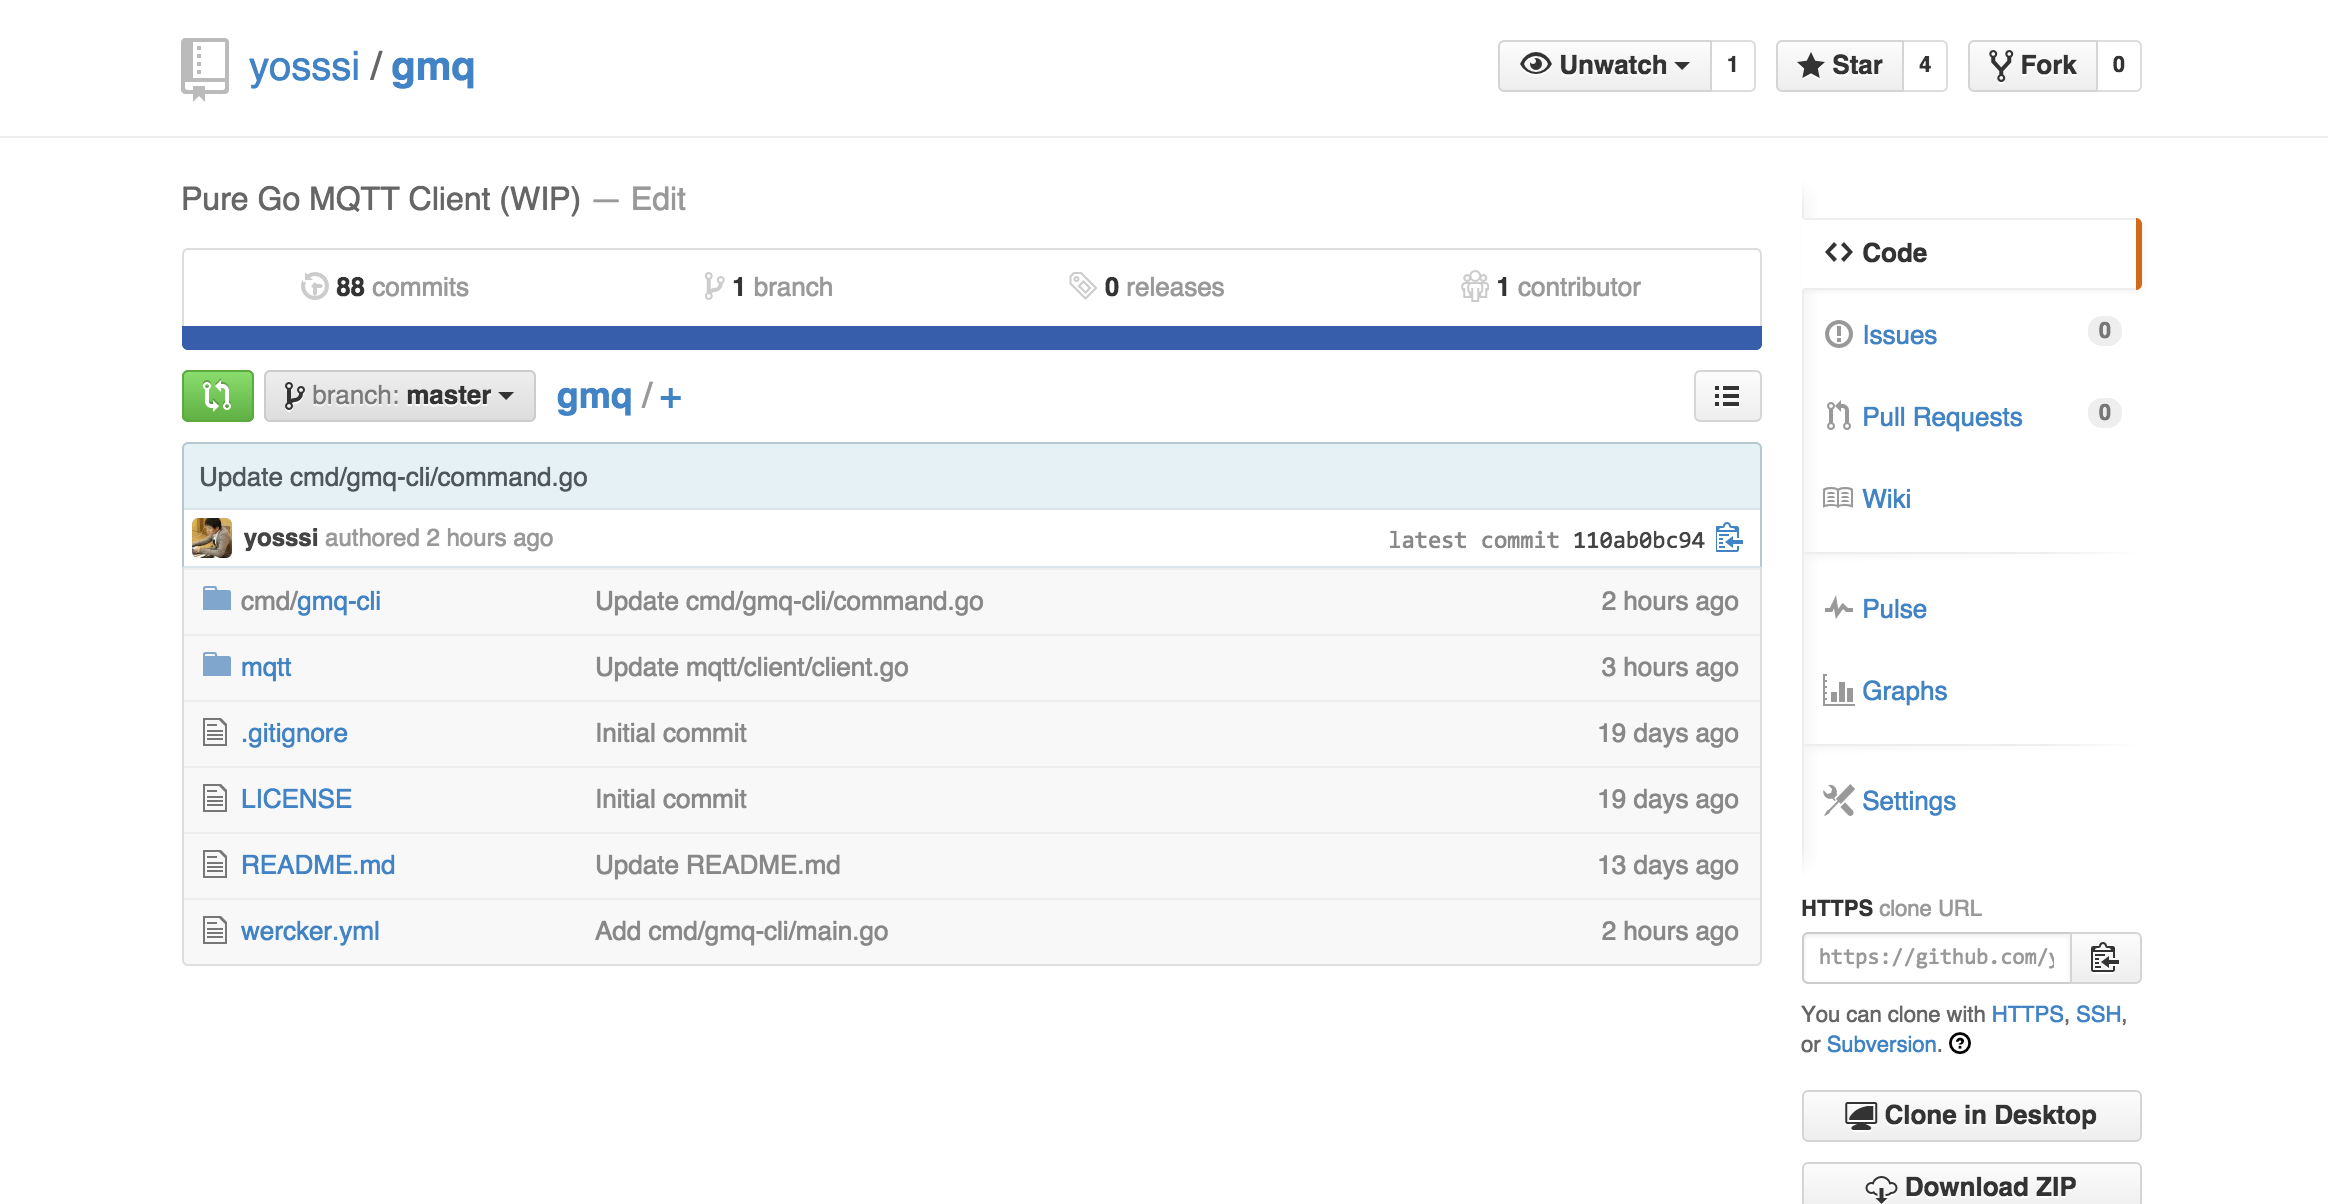 yosssi / gmq
Unwatch 1 Star 4 Fork 0
Pure Go MQTT Client (WIP) — Edit
88 commits 1 branch 0 releases 1 contributor
branch: master gmq / +
Update cmd/gmq-cli/command.go
yosssi authored 2 hours ago latest commit 110ab0bc94
cmd/gmq-cli Update cmd/gmq-cli/command.go 2 hours ago
mqtt Update mqtt/client/client.go 3 hours ago
.gitignore Initial commit 19 days ago
LICENSE Initial commit 19 days ago
README.md Update README.md 13 days ago
wercker.yml Add cmd/gmq-cli/main.go 2 hours ago
Code
Issues 0
Pull Requests 0
Wiki
Pulse
Graphs
Settings
HTTPS clone URL
https://github.com/y
You can clone with HTTPS, SSH,
or Subversion.
Clone in Desktop
Download ZIP